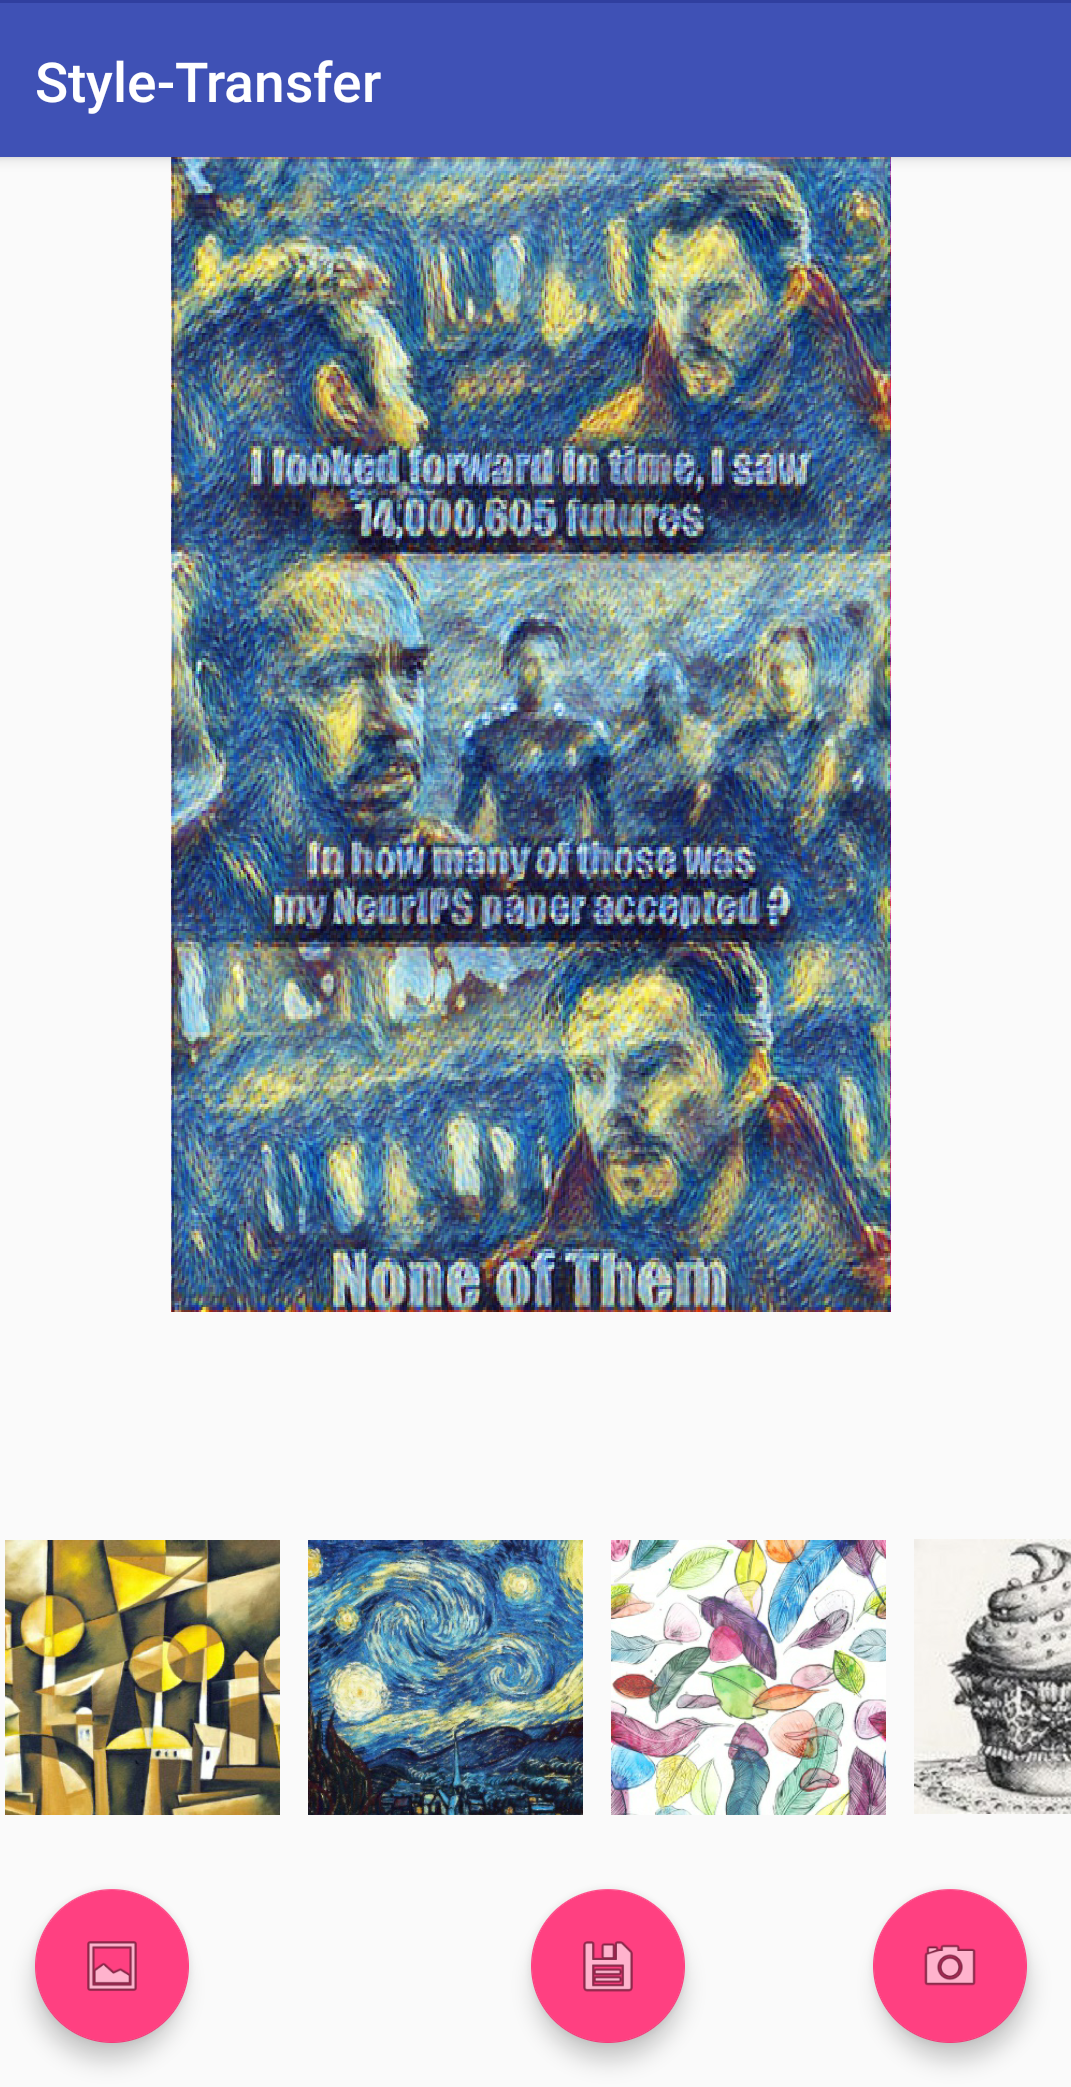 Style-Transfer
I looked forward in time, I saw
14,000,605 futures
In how many of those was
my NeurIPS paper accepted ?
None of Them